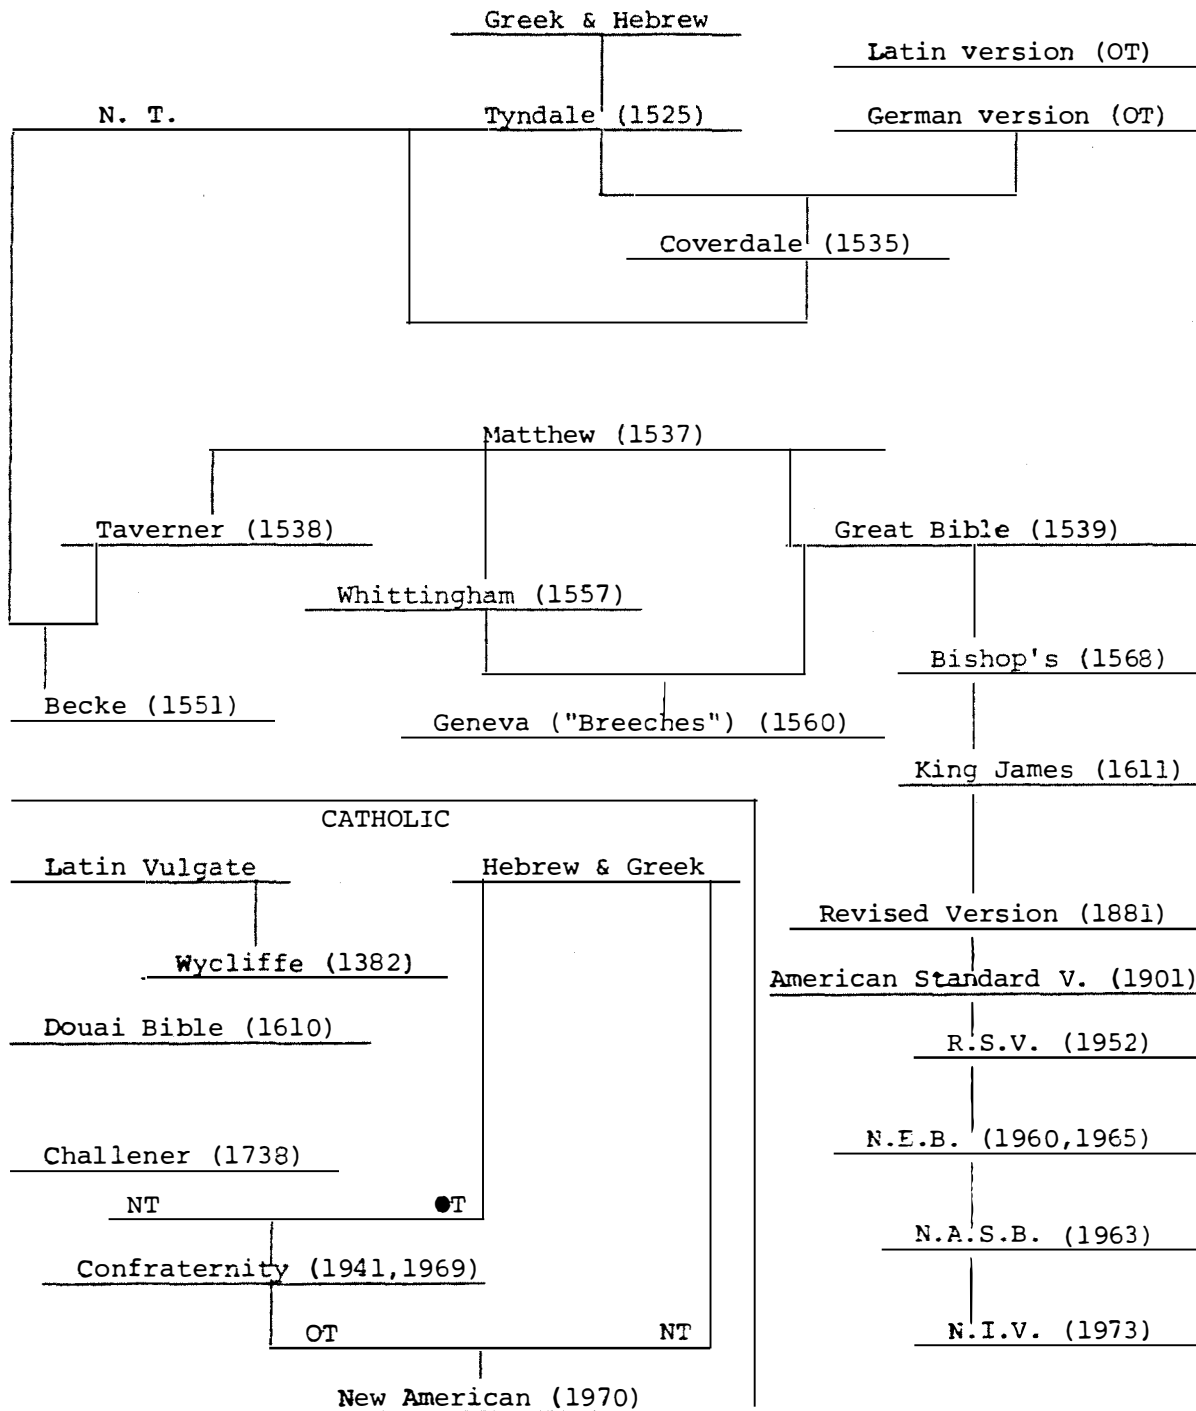 Greek & Hebrew
Latin version (OT)
N. T.
Tyndale (1525)
German version (OT)
Coverdale (1535)
Matthew (1537)
Taverner (1538)
Great Bible (1539)
Whittingham (1557)
Bishop's (1568)
Becke (1551)
Geneva ("Breeches") (1560)
King James (1611)
CATHOLIC
Latin Vulgate
Hebrew & Greek
Revised Version (1881)
Wycliffe (1382)
American Standard V. (1901)
Douai Bible (1610)
R.S.V. (1952)
N.E.B. (1960,1965)
Challener (1738)
NT
OT
N.A.S.B. (1963)
Confraternity (1941,1969)
OT
NT
N.I.V. (1973)
New American (1970)